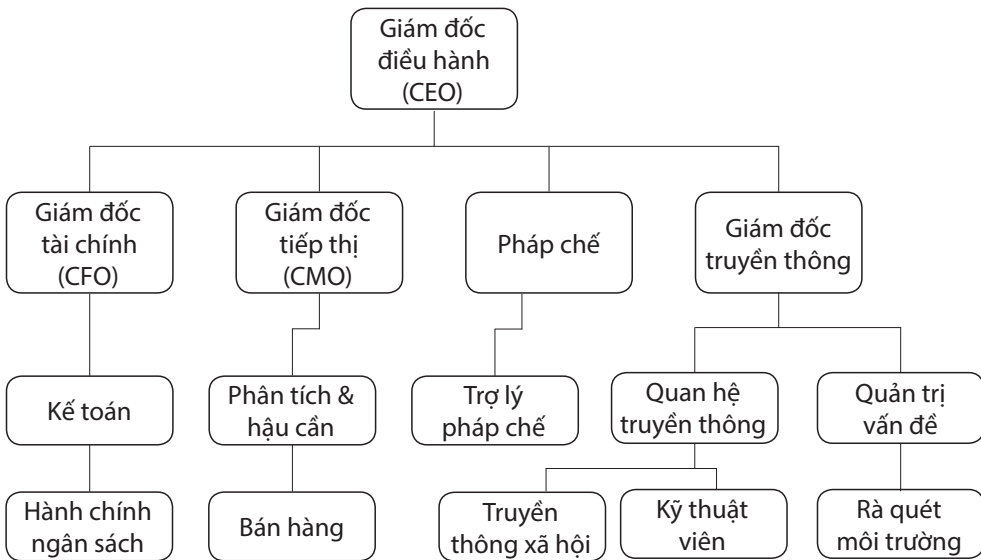 Giám đốc
điều hành
(CEO)
Giám đốc
tài chính
(CFO)
Giám đốc
tiếp thị
(CMO)
Pháp chế
Giám đốc
truyền thông
Kế toán
Phân tích &
hậu cần
Trợ lý
pháp chế
Quan hệ
truyền thông
Quản trị
vấn đề
Hành chính
ngân sách
Bán hàng
Truyền
thông xã hội
Kỹ thuật
viên
Rà quét
môi trường